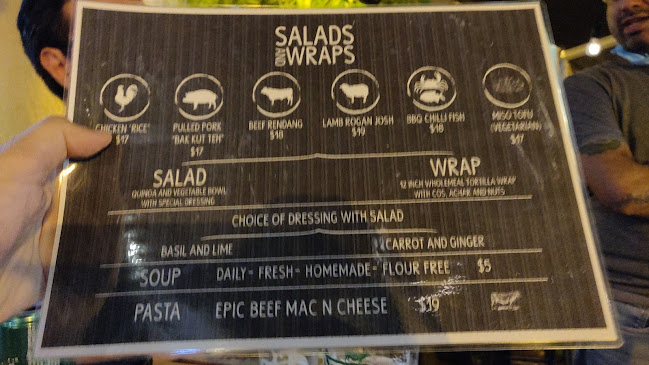 SALADS
AND
WRAPS
CHICKEN "RICE"
$17
PULLED PORK
"BAK KUT TEH"
$17
BEEF RENDANG
$18
LAMB ROGAN JOSH
$19
BBQ CHILLI FISH
$18
MISO TOFU
(VEGETARIAN)
$17
SALAD
QUINOA AND VEGETABLE BOWL
WITH SPECIAL DRESSING
WRAP
12 INCH WHOLEMEAL TORTILLA WRAP
WITH COS, ACHAR AND NUTS
CHOICE OF DRESSING WITH SALAD
BASIL AND LIME
CARROT AND GINGER
SOUP DAILY - FRESH - HOMEMADE - FLOUR FREE $5
PASTA EPIC BEEF MAC N CHEESE $19